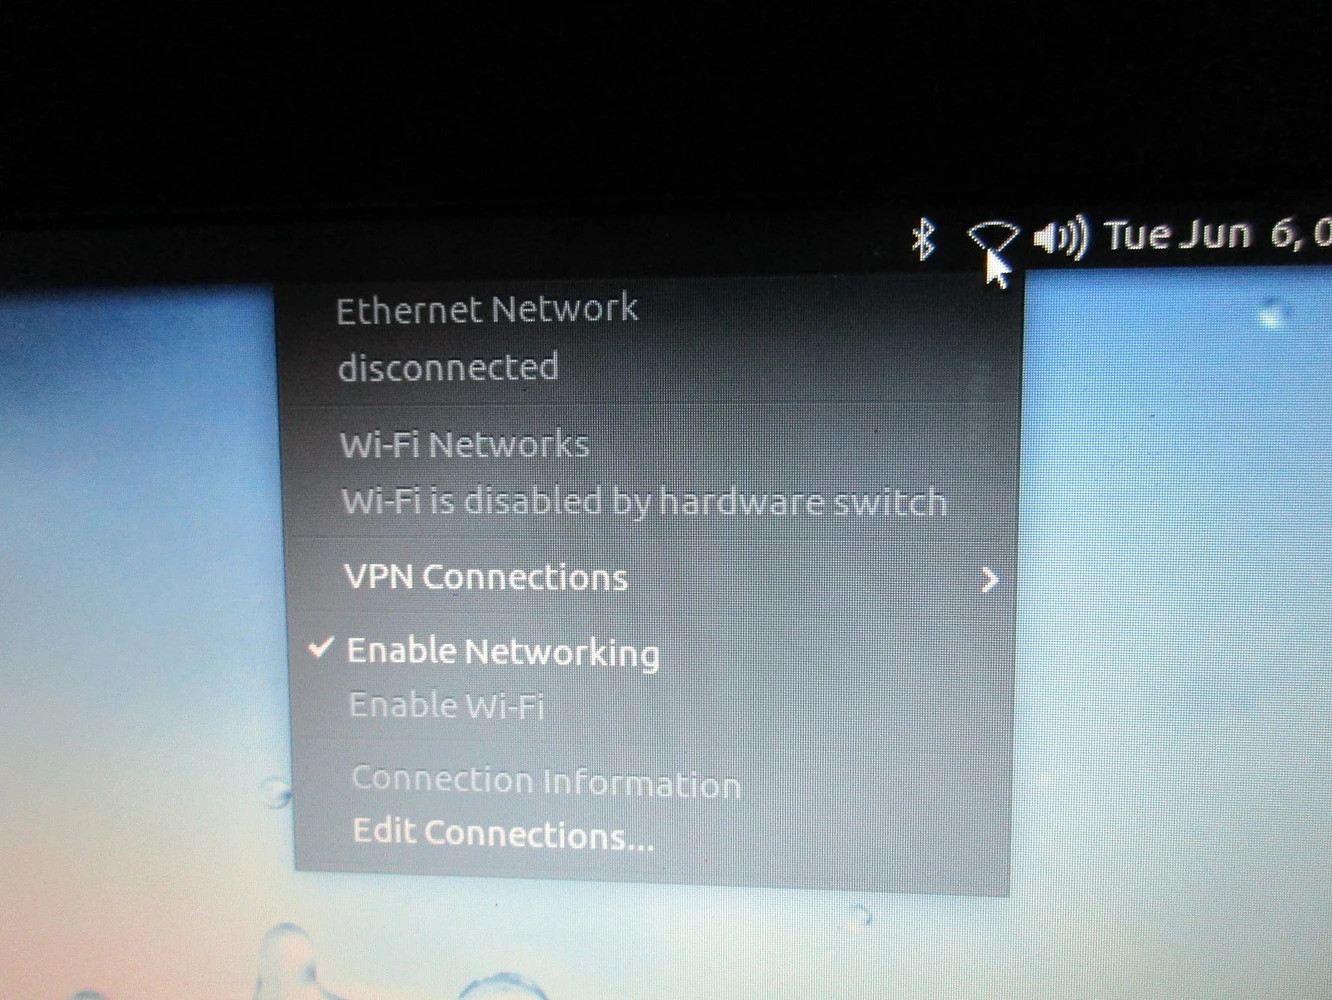 Tue Jun 6,
Ethernet Network
disconnected
Wi-Fi Networks
Wi-Fi is disabled by hardware switch
VPN Connections
Enable Networking
Enable Wi-Fi
Connection Information
Edit Connections...